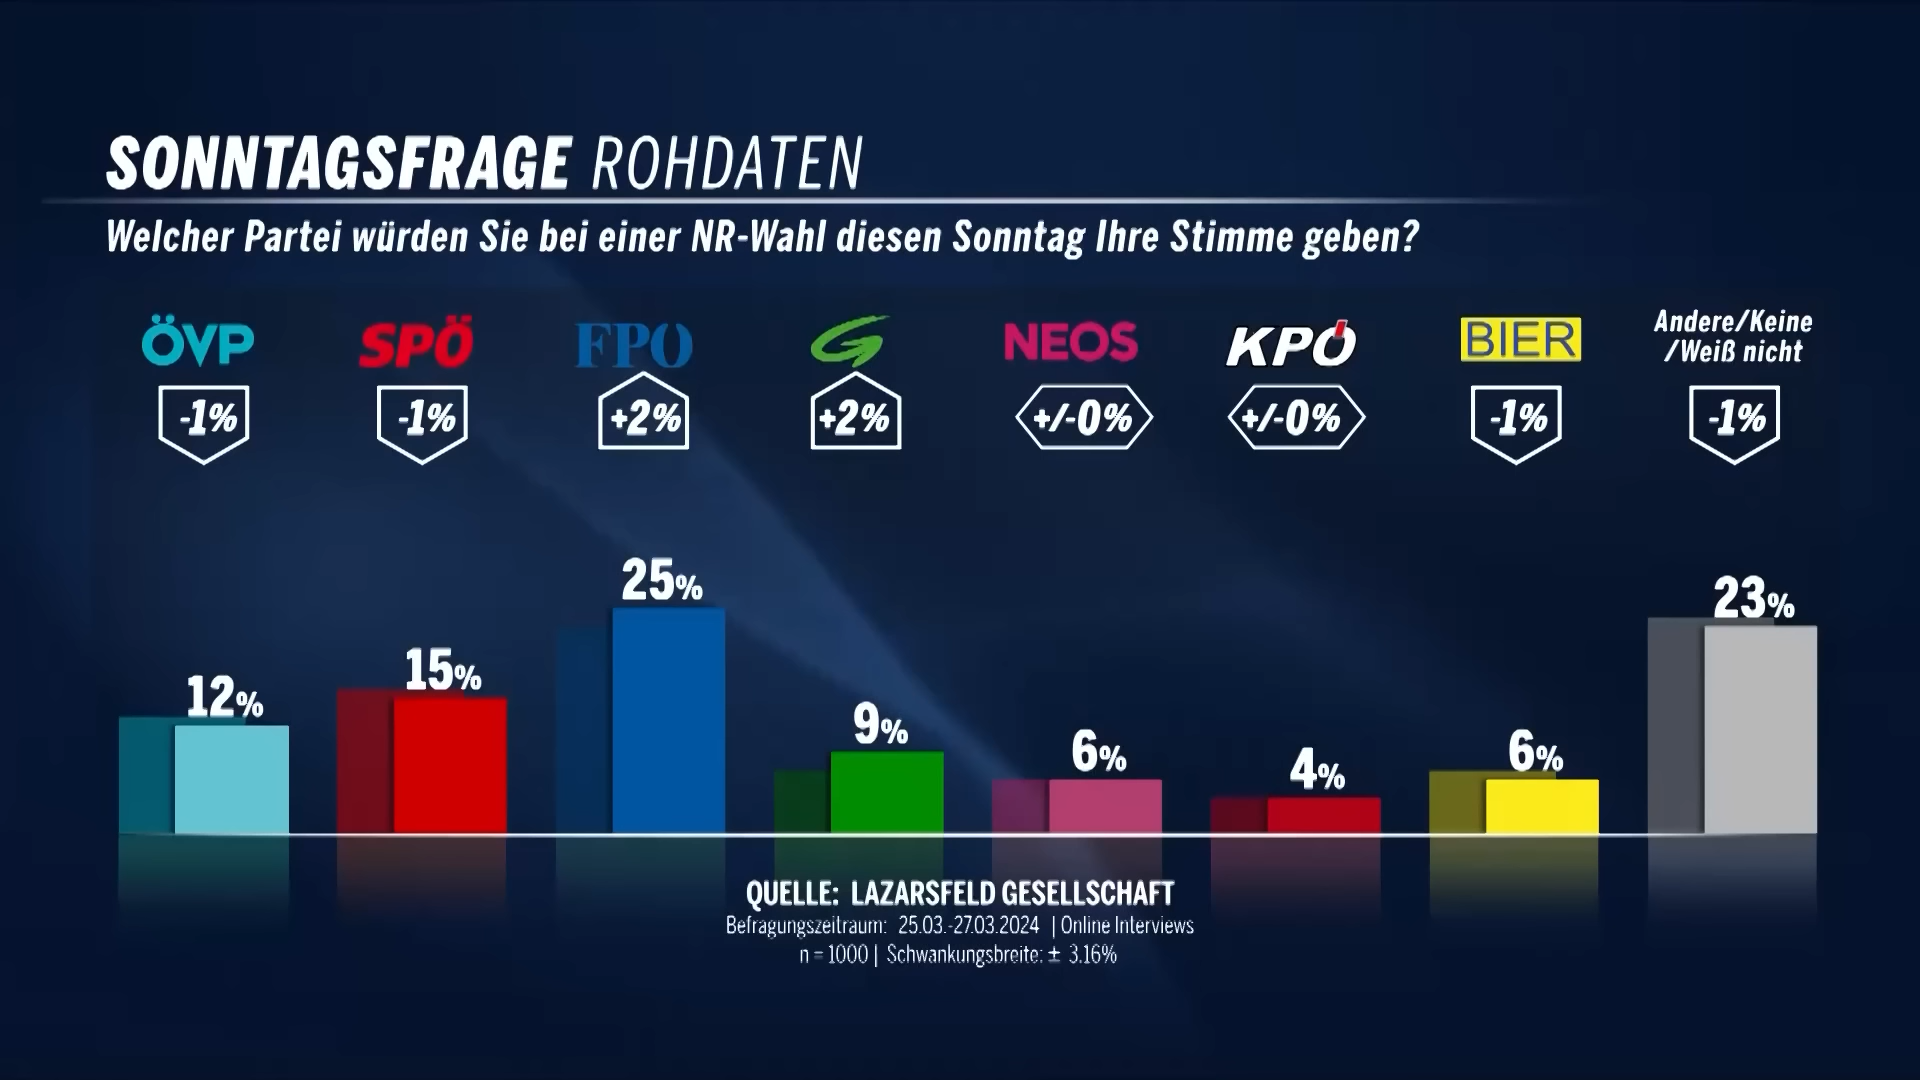 SONNTAGSFRAGE ROHDATEN
Welcher Partei würden Sie bei einer NR-Wahl diesen Sonntag Ihre Stimme geben?
ÖVP
SPÖ
FPÖ
G
NEOS
KPÖ
BIER
Andere/Keine
/Weiß nicht
-1%
-1%
+2%
+2%
+/-0%
+/-0%
-1%
-1%
12%
15%
25%
9%
6%
4%
6%
23%
QUELLE: LAZARSFELD GESELLSCHAFT
Befragungszeitraum: 25.03.-27.03.2024 | Online Interviews
n = 1000 | Schwankungsbreite: ± 3.16%